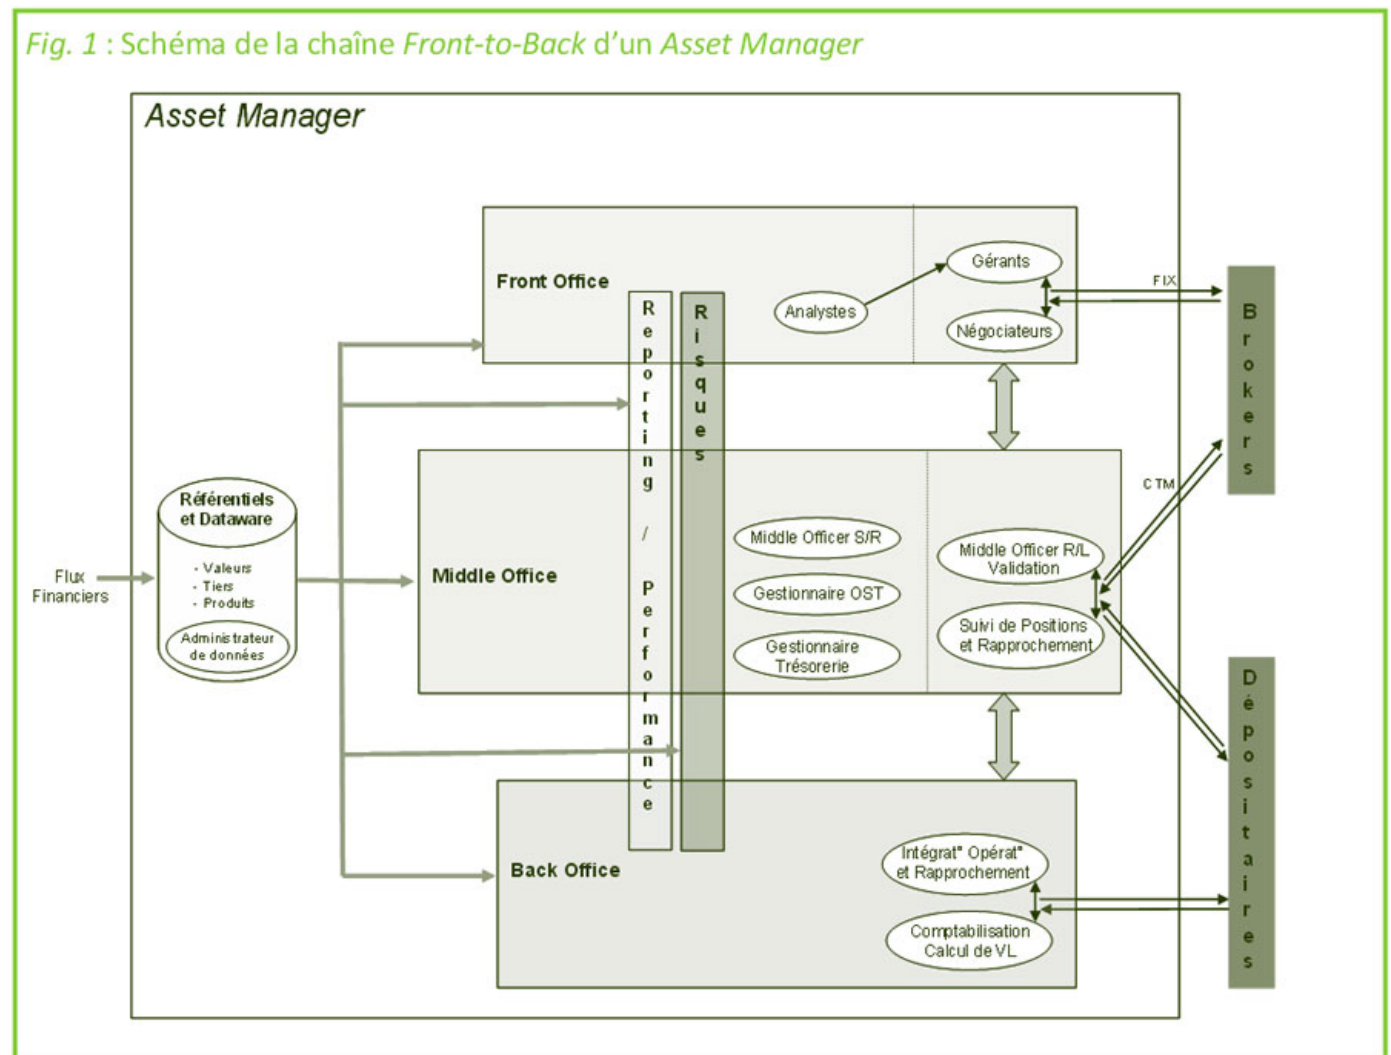 Fig. 1 : Schéma de la chaîne Front-to-Back d'un Asset Manager
Asset Manager
Front Office
Analystes
Gérants
Négociateurs
FIX
Brokers
Reporting / Performance
Risques
Référentiels
et Dataware
- Valeurs
- Tiers
- Produits
Administrateur
de données
Flux
Financiers
Middle Office
Middle Officer S/R
Gestionnaire OST
Gestionnaire
Trésorerie
Middle Officer R/L
Validation
Suivi de Positions
et Rapprochement
CTM
Dépositaires
Back Office
Intégrat° Opérat°
et Rapprochement
Comptabilisation
Calcul de VL